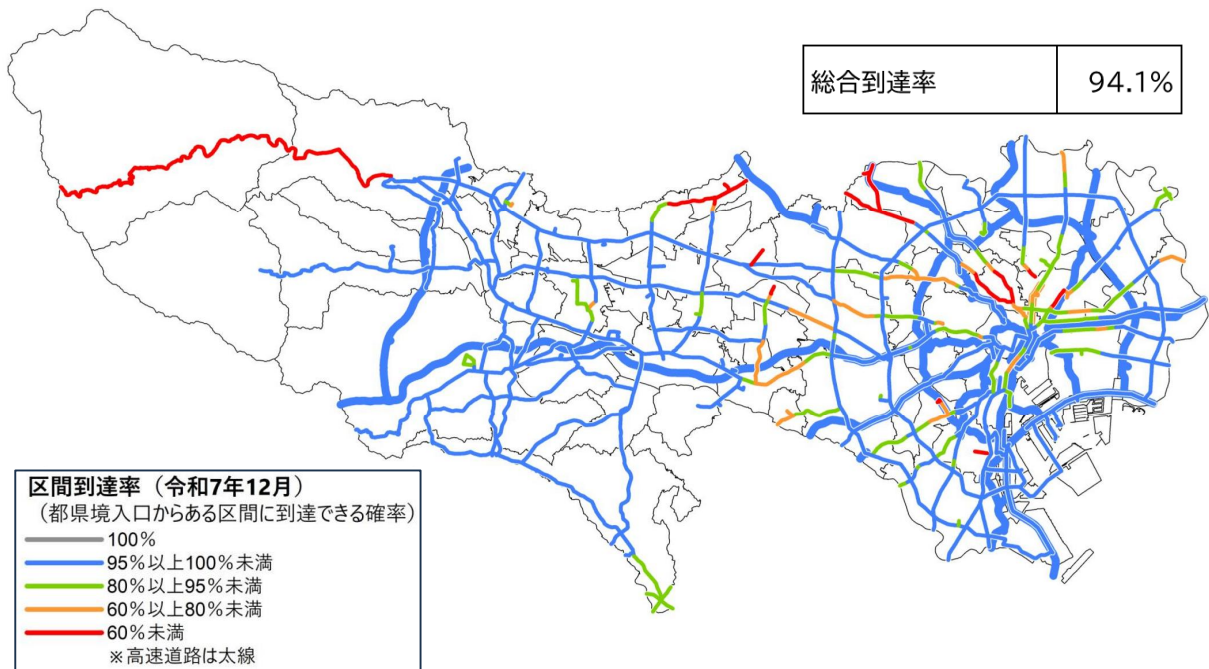 総合到達率 94.1%
区間到達率（令和7年12月）
（都県境入口からある区間に到達できる確率）
100%
95%以上100%未満
80%以上95%未満
60%以上80%未満
60%未満
※高速道路は太線